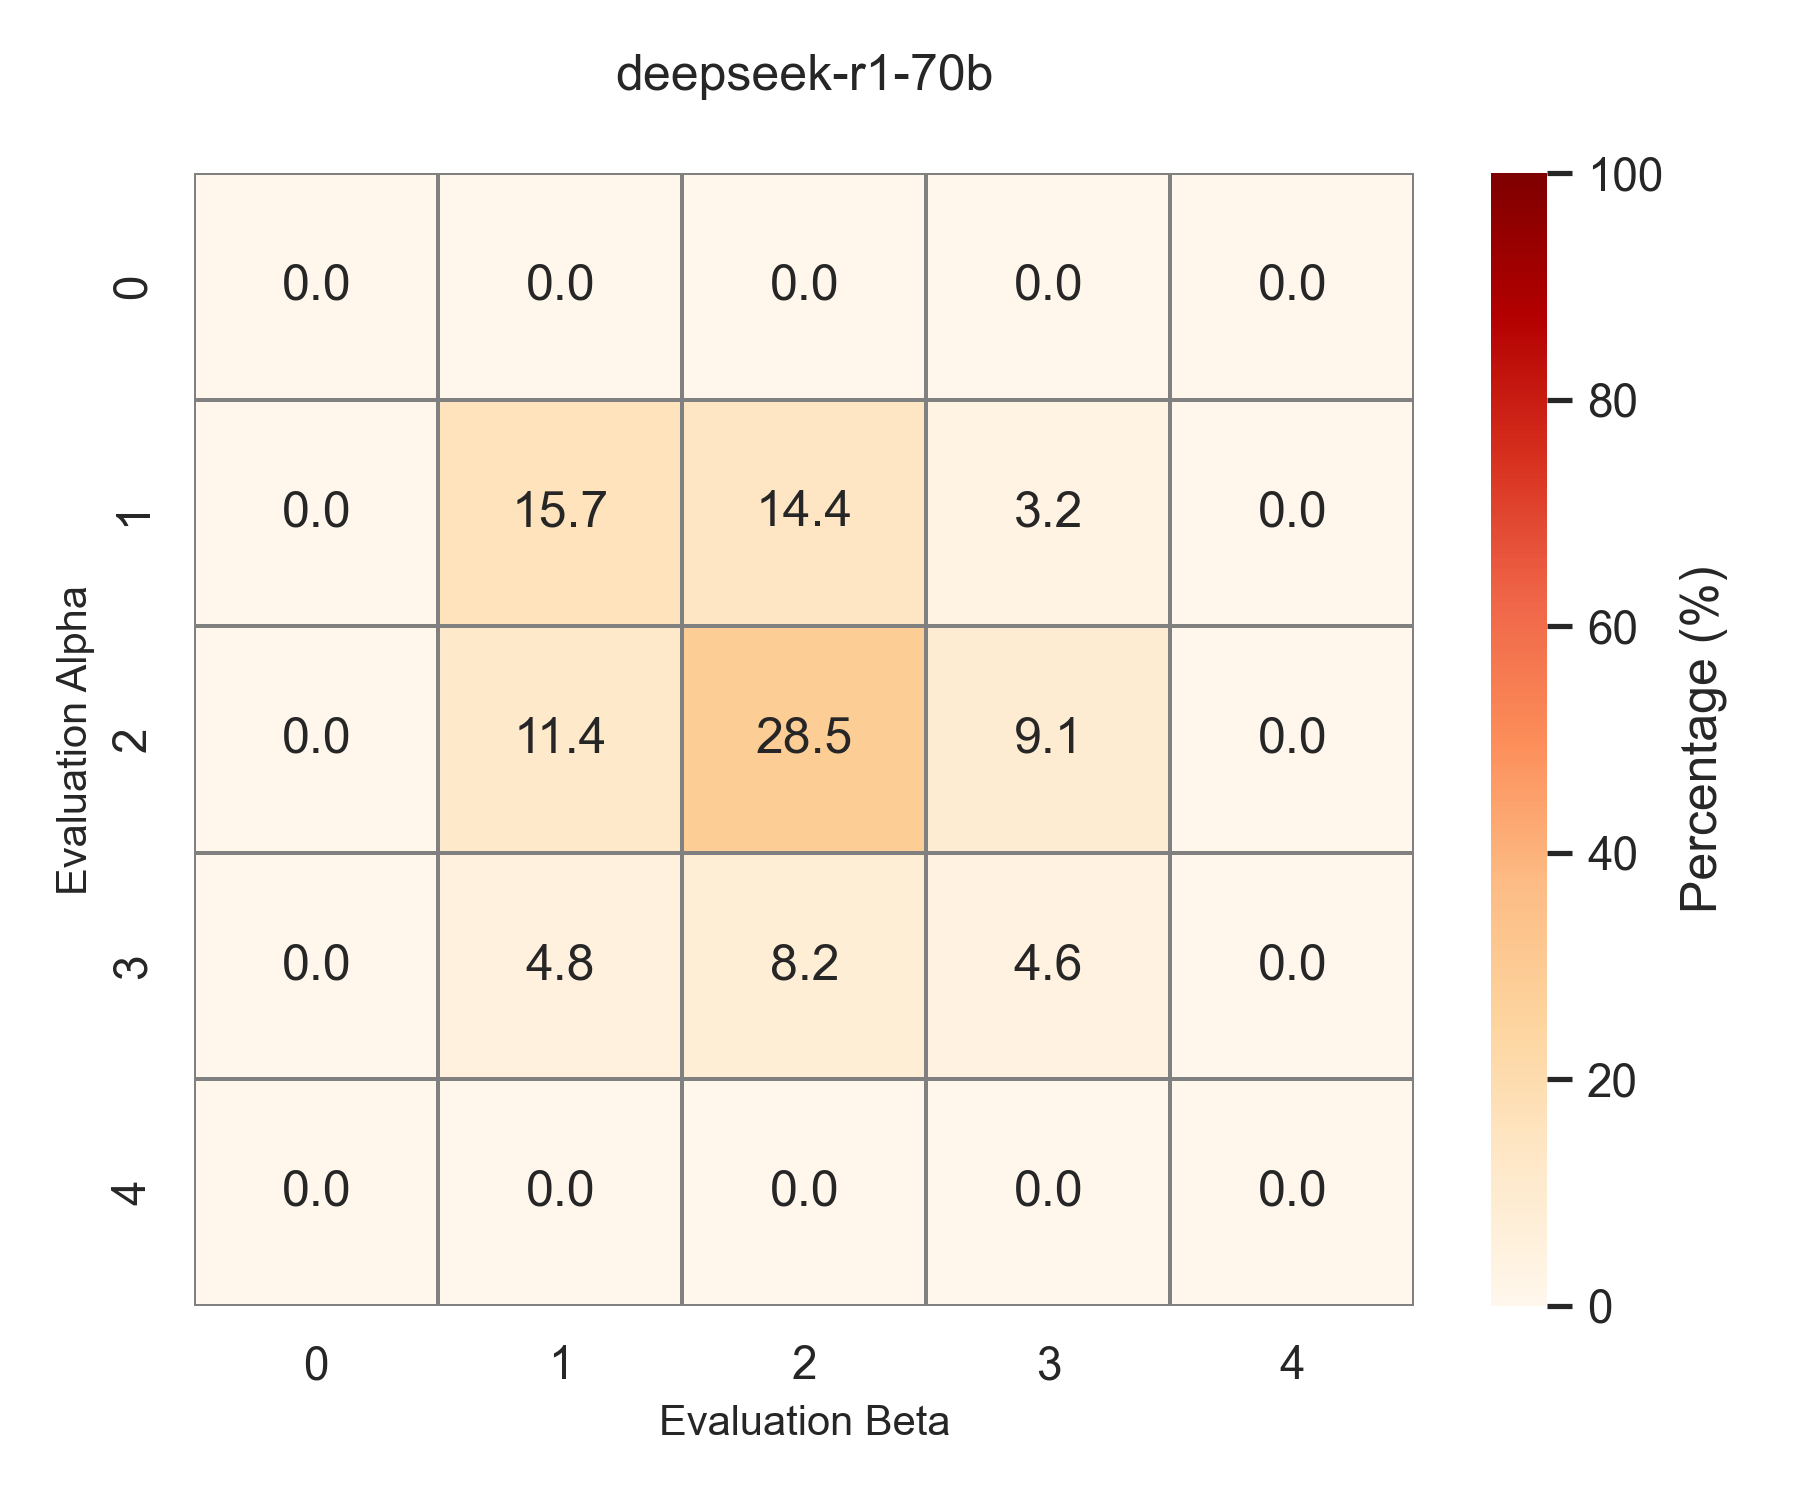 deepseek-r1-70b
0 0.0 0.0 0.0 0.0 0.0
1 0.0 15.7 14.4 3.2 0.0
2 0.0 11.4 28.5 9.1 0.0
3 0.0 4.8 8.2 4.6 0.0
4 0.0 0.0 0.0 0.0 0.0
0 1 2 3 4
Evaluation Beta
Evaluation Alpha
100
80
60
40
20
0
Percentage (%)